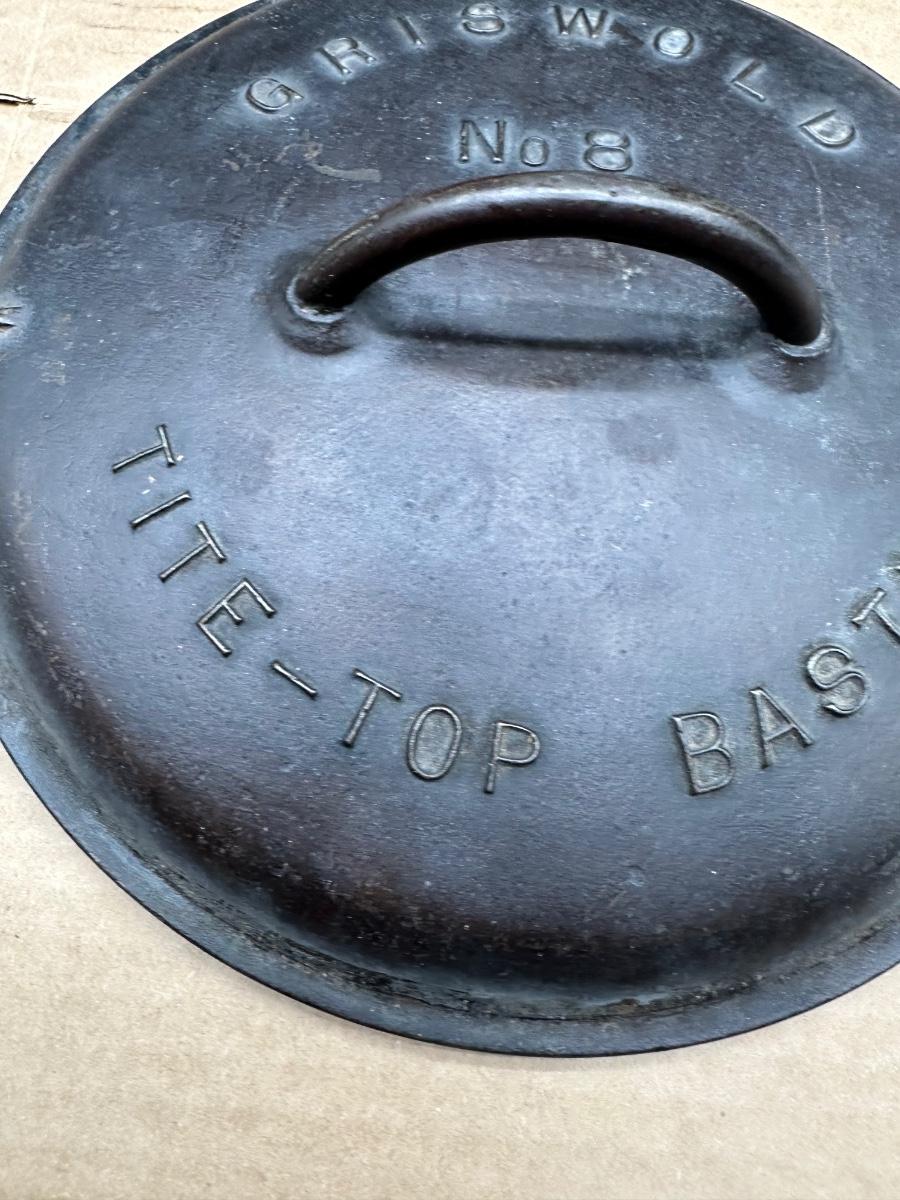 GRISWOLD
No 8
TITE-TOP BAST